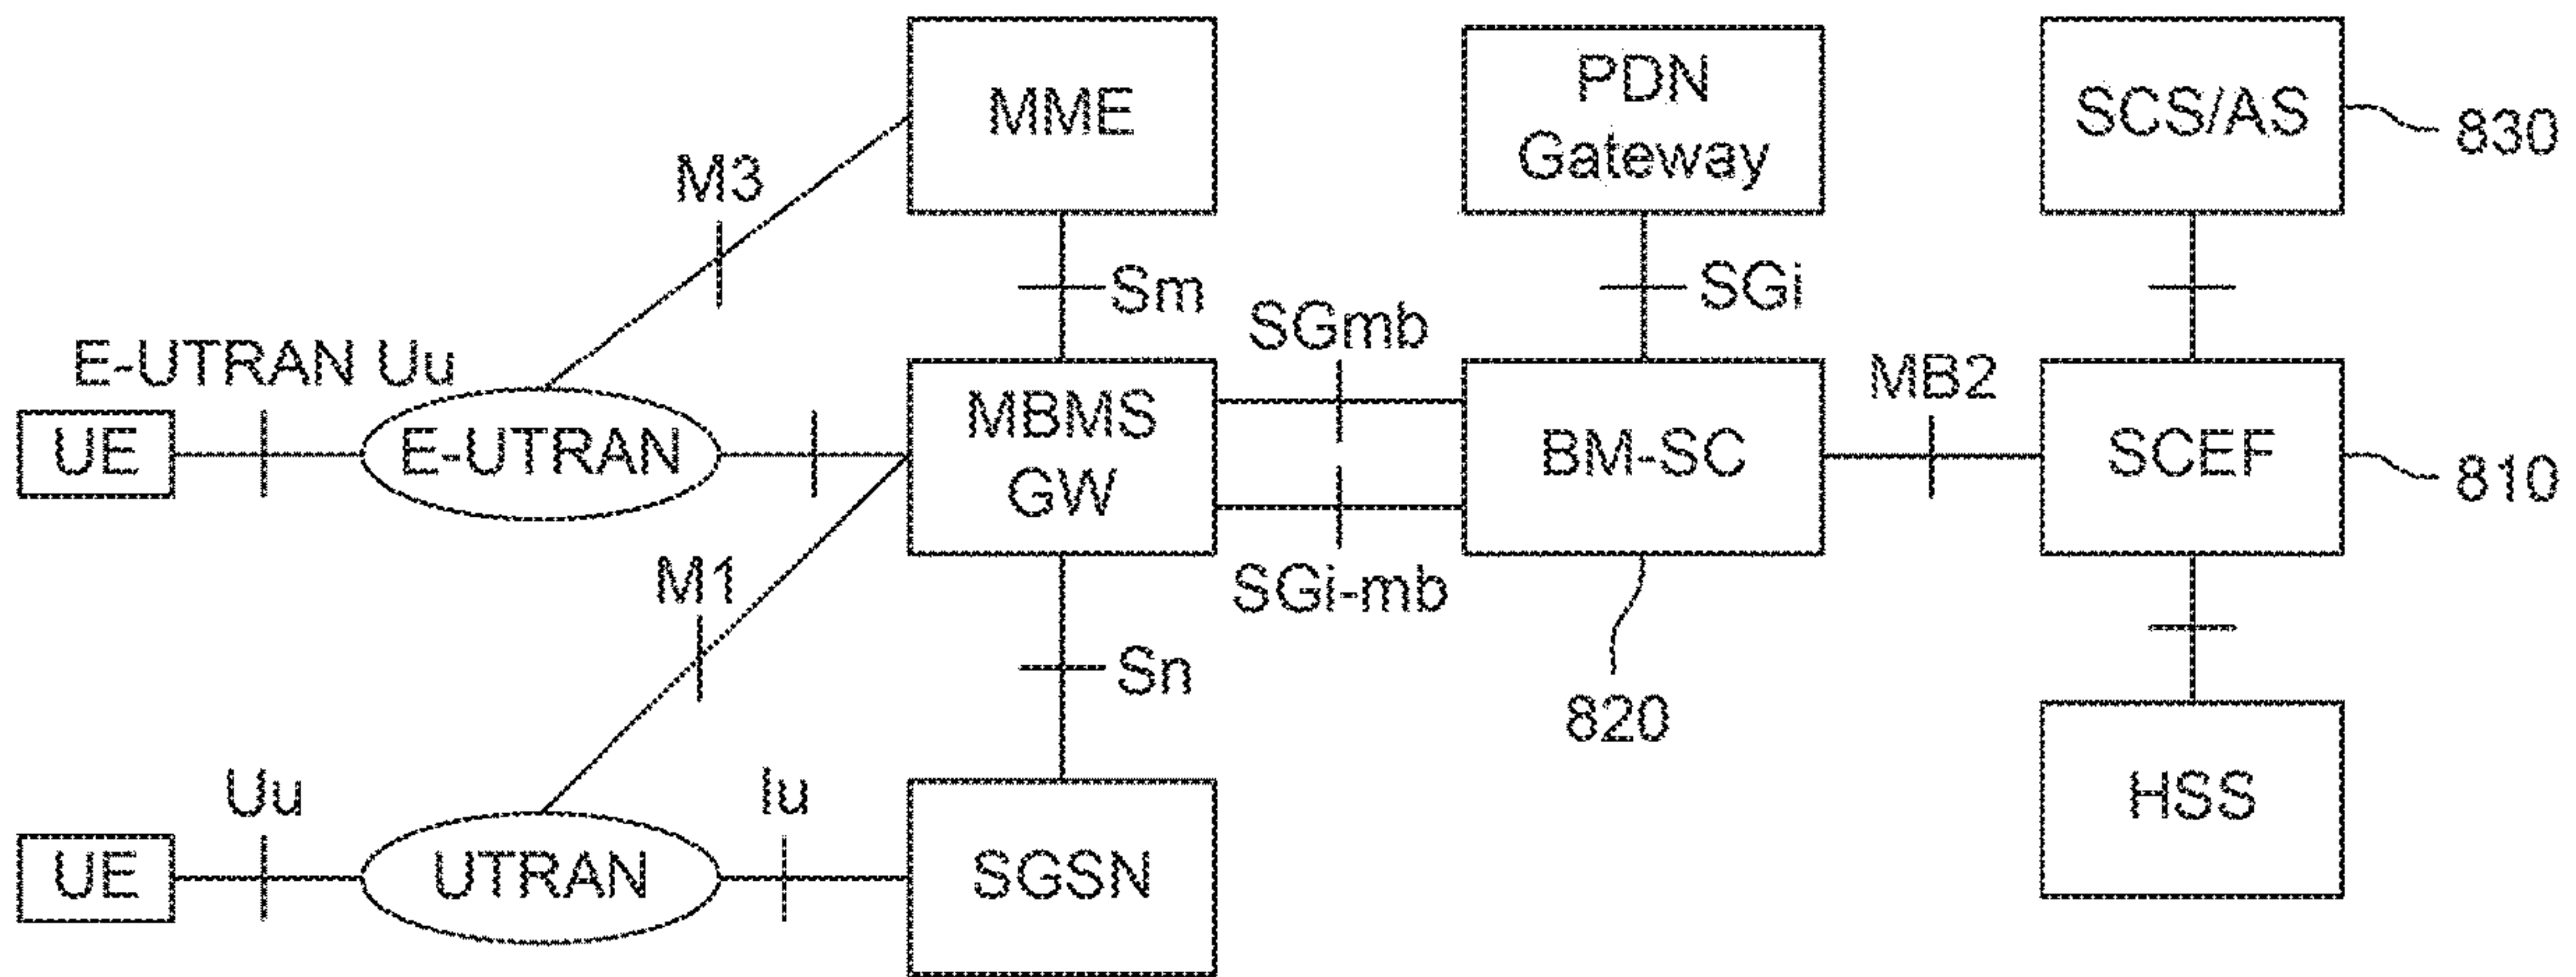 MME
PDN
Gateway
SCS/AS
830
M3
Sm
SGi
E-UTRAN Uu
SGmb
MB2
UE
E-UTRAN
MBMS
GW
BM-SC
SCEF
810
M1
SGi-mb
Sn
820
Uu
Iu
UE
UTRAN
SGSN
HSS